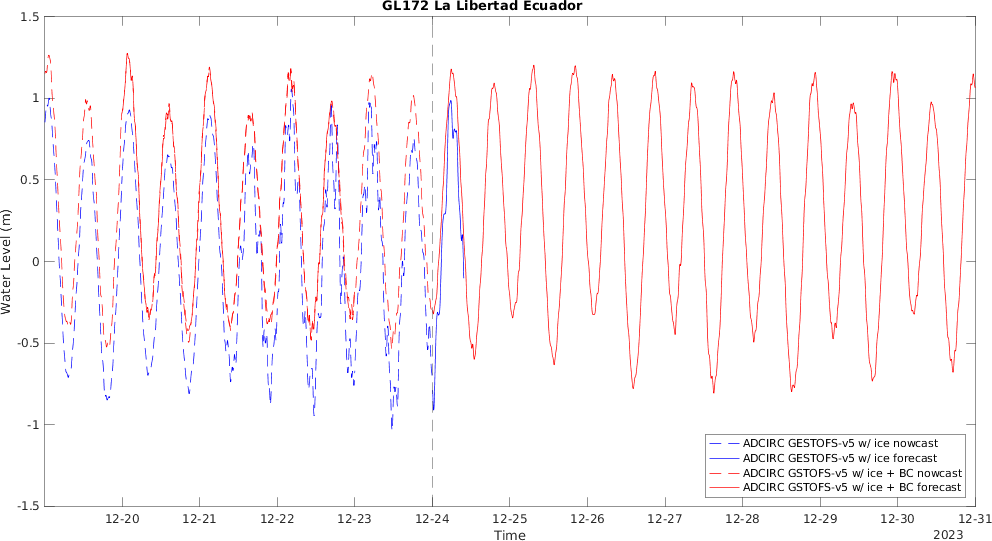 GL172 La Libertad Ecuador
1.5
1
0.5
0
-0.5
-1
-1.5
Water Level (m)
ADCIRC GESTOFS-v5 w/ ice nowcast
ADCIRC GESTOFS-v5 w/ ice forecast
ADCIRC GSTOFS-v5 w/ ice + BC nowcast
ADCIRC GSTOFS-v5 w/ ice + BC forecast
12-20 12-21 12-22 12-23 12-24 12-25 12-26 12-27 12-28 12-29 12-30 12-31
Time
2023